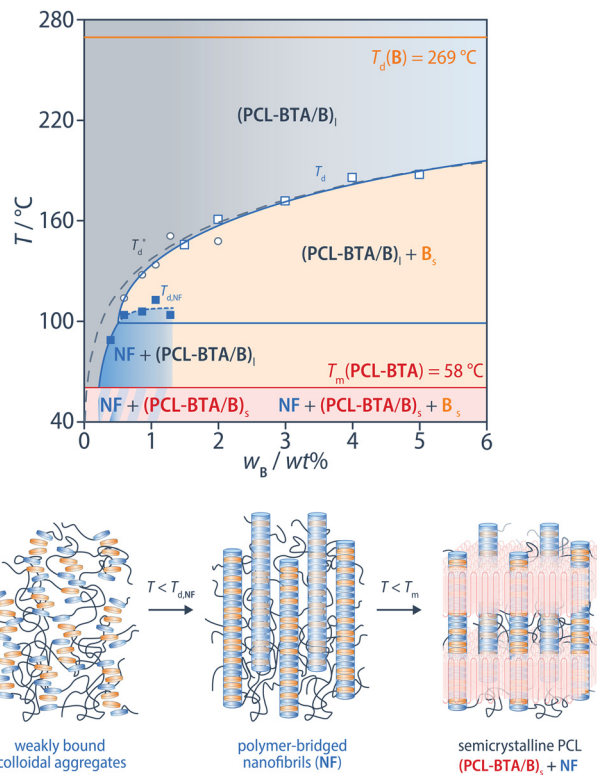 280
T_d(B) = 269 °C
(PCL-BTA/B)_l
220
T_d
T / °C
160
T_d*
(PCL-BTA/B)_l + B_s
T_d,NF
100
NF + (PCL-BTA/B)_l
T_m(PCL-BTA) = 58 °C
NF + (PCL-BTA/B)_s
NF + (PCL-BTA/B)_s + B_s
40
0 1 2 3 4 5 6
w_B / wt%
T < T_d,NF
T < T_m
weakly bound
colloidal aggregates
polymer-bridged
nanofibrils (NF)
semicrystalline PCL
(PCL-BTA/B)_s + NF